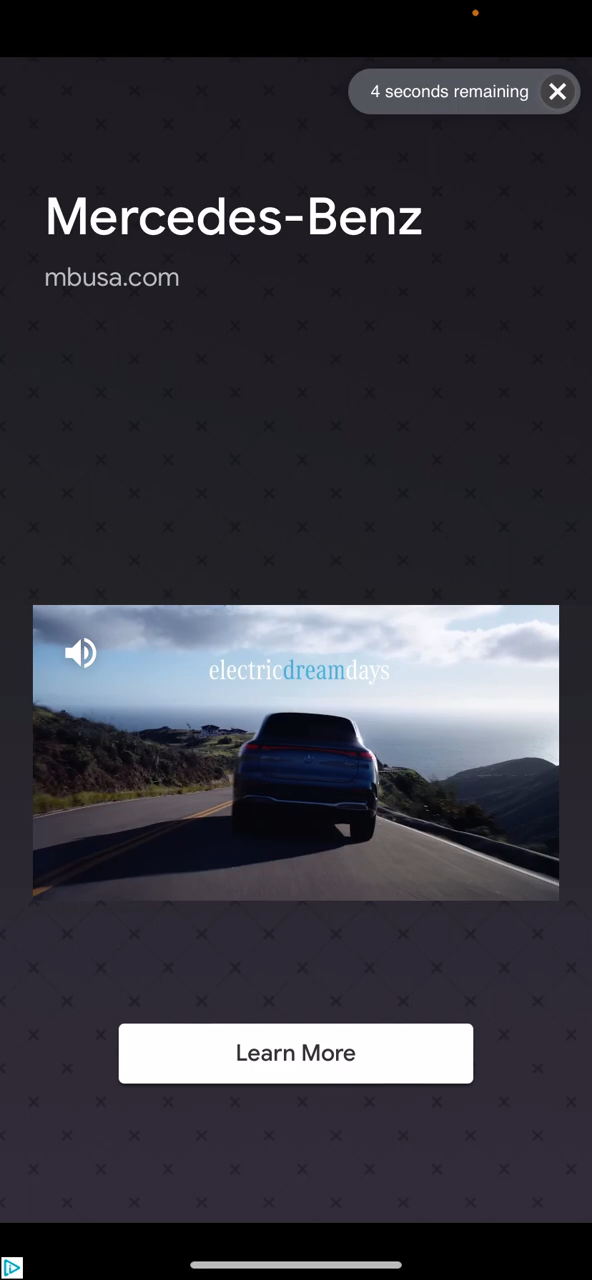 4 seconds remaining
Mercedes-Benz
mbusa.com
electricdreamdays
Learn More